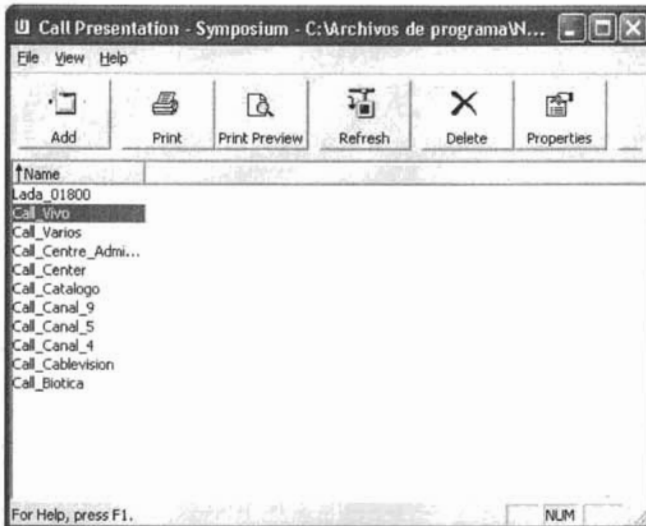 Call Presentation - Symposium - C:\Archivos de programa\N...
File View Help
Add Print Print Preview Refresh Delete Properties
↑Name
Lada_01800
Call_Vivo
Call_Varios
Call_Centre_Admi...
Call_Center
Call_Catalogo
Call_Canal_9
Call_Canal_5
Call_Canal_4
Call_Cablevision
Call_Biotica
For Help, press F1. NUM